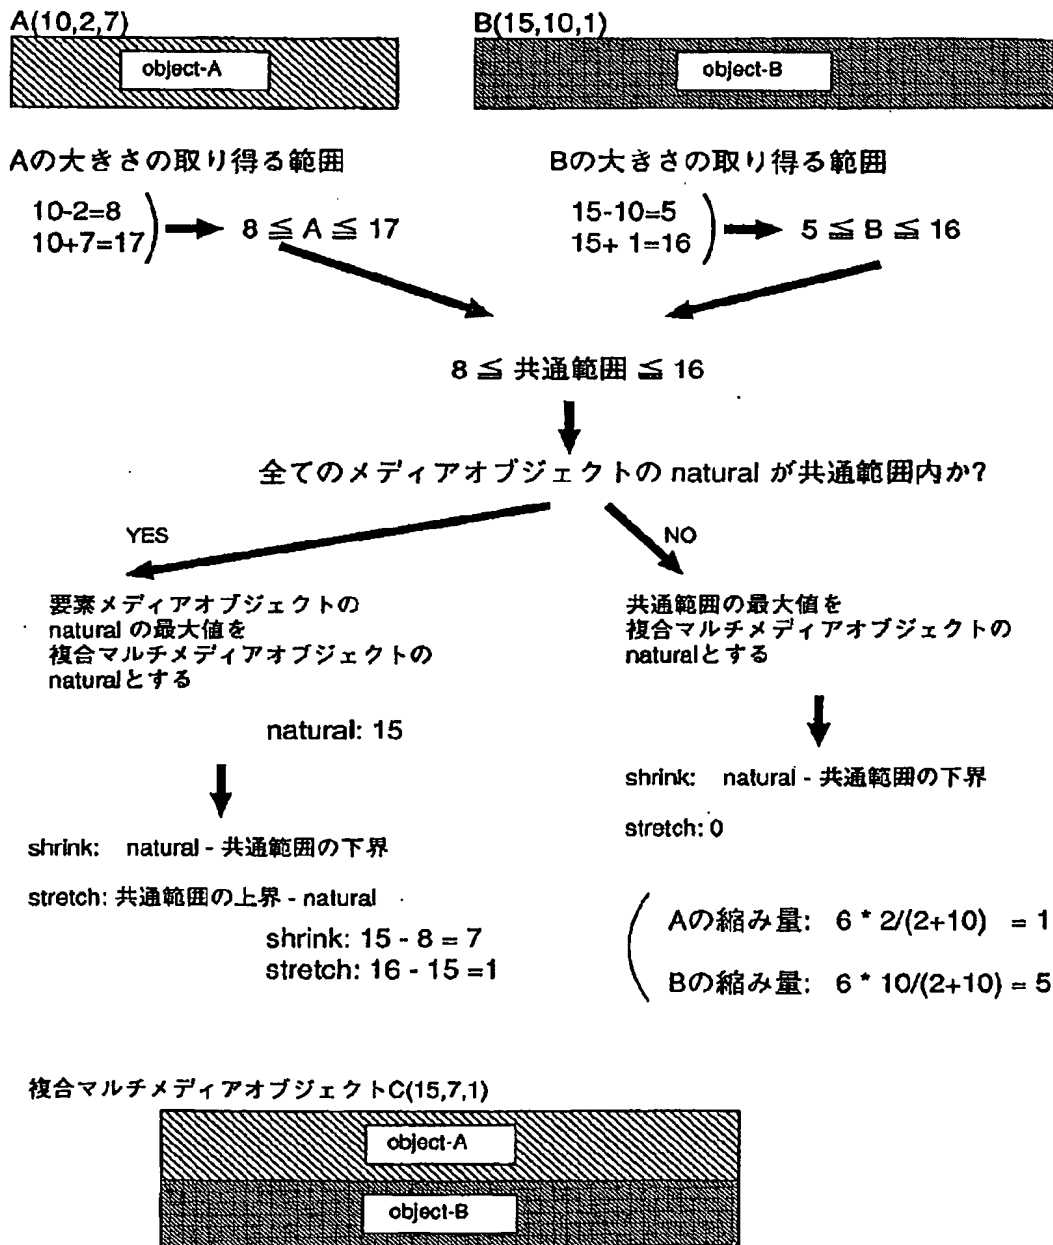 A(10,2,7)
B(15,10,1)
object-A
object-B
Aの大きさの取り得る範囲
10-2=8
10+7=17
8 ≦ A ≦ 17
Bの大きさの取り得る範囲
15-10=5
15+ 1=16
5 ≦ B ≦ 16
8 ≦ 共通範囲 ≦ 16
全てのメディアオブジェクトの natural が共通範囲内か?
YES
NO
要素メディアオブジェクトの
natural の最大値を
複合マルチメディアオブジェクトの
naturalとする
natural: 15
共通範囲の最大値を
複合マルチメディアオブジェクトの
naturalとする
shrink: natural - 共通範囲の下界
stretch: 共通範囲の上界 - natural
shrink: 15 - 8 = 7
stretch: 16 - 15 =1
shrink: natural - 共通範囲の下界
stretch: 0
Aの縮み量: 6 * 2/(2+10) = 1
Bの縮み量: 6 * 10/(2+10) = 5
複合マルチメディアオブジェクトC(15,7,1)
object-A
object-B